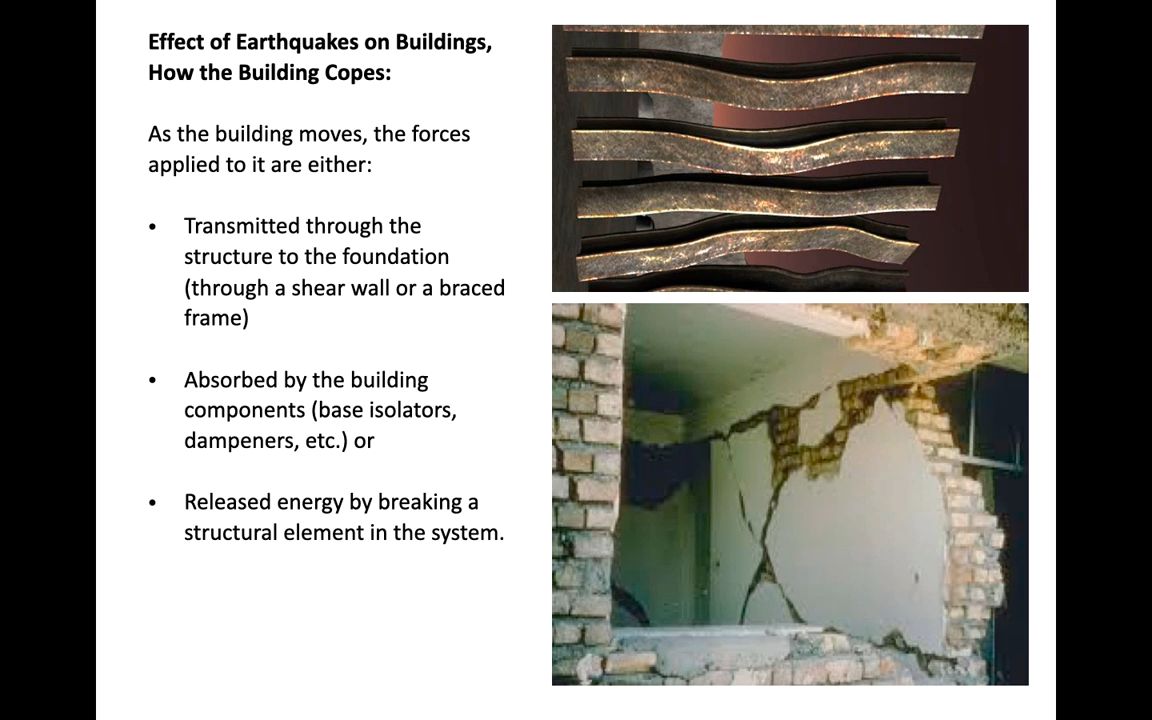 Effect of Earthquakes on Buildings,
How the Building Copes:
As the building moves, the forces
applied to it are either:
• Transmitted through the
structure to the foundation
(through a shear wall or a braced
frame)
• Absorbed by the building
components (base isolators,
dampeners, etc.) or
• Released energy by breaking a
structural element in the system.